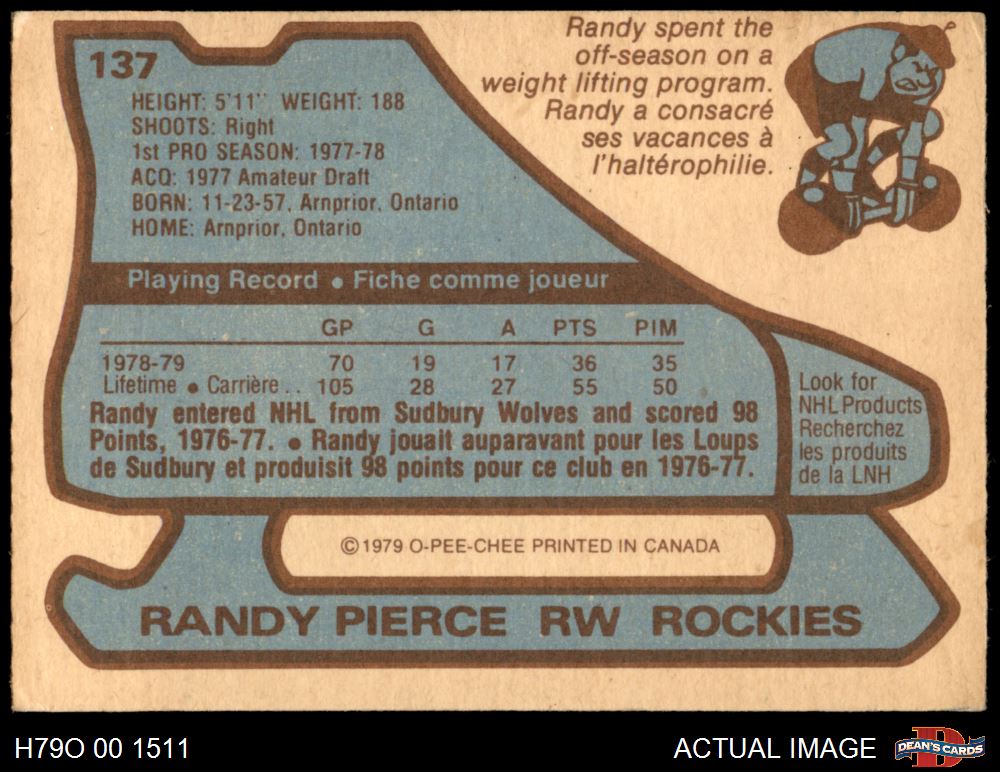 137
HEIGHT: 5'11" WEIGHT: 188
SHOOTS: Right
1st PRO SEASON: 1977-78
ACQ: 1977 Amateur Draft
BORN: 11-23-57, Arnprior, Ontario
HOME: Arnprior, Ontario
Randy spent the
off-season on a
weight lifting program.
Randy a consacré
ses vacances à
l'haltérophilie.
Playing Record • Fiche comme joueur
GP G A PTS PIM
1978-79 70 19 17 36 35
Lifetime • Carrière .. 105 28 27 55 50
Randy entered NHL from Sudbury Wolves and scored 98
Points, 1976-77. • Randy jouait auparavant pour les Loups
de Sudbury et produisit 98 points pour ce club en 1976-77.
Look for
NHL Products
Recherchez
les produits
de la LNH
© 1979 O-PEE-CHEE PRINTED IN CANADA
RANDY PIERCE RW ROCKIES
H79O 00 1511
ACTUAL IMAGE
D
DEAN'S CARDS